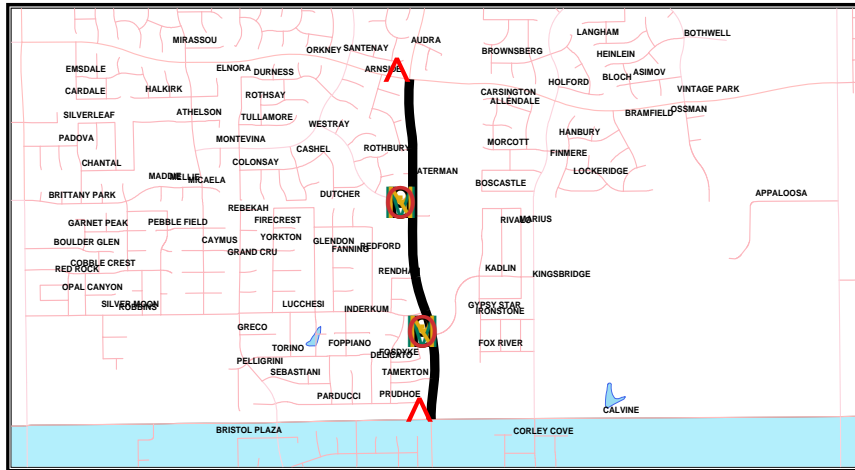 LANGHAM
BOTHWELL
MIRASSOU
AUDRA
ORKNEY
SANTENAY
BROWNSBERG
HEINLEIN
EMSDALE
ELNORA
DURNESS
ARNSIDE
BLOCH
ASIMOV
HOLFORD
CARDALE
HALKIRK
ROTHSAY
CARSINGTON
ALLENDALE
VINTAGE PARK
SILVERLEAF
ATHELSON
TULLAMORE
BRAMFIELD
OSSMAN
WESTRAY
HANBURY
PADOVA
MONTEVINA
CASHEL
ROTHBURY
MORCOTT
FINMERE
CHANTAL
COLONSAY
ATERMAN
LOCKERIDGE
MADDIE
MELLIE
MICAELA
BOSCASTLE
BRITTANY PARK
DUTCHER
APPALOOSA
REBEKAH
GARNET PEAK
PEBBLE FIELD
FIRECREST
RIVALO
MARIUS
BOULDER GLEN
CAYMUS
YORKTON
GLENDON
FANNING
REDFORD
GRAND CRU
COBBLE CREST
RED ROCK
RENDHAM
KADLIN
KINGSBRIDGE
OPAL CANYON
SILVER MOON
ROBBINS
LUCCHESI
INDERKUM
GYPSY STAR
IRONSTONE
GRECO
TORINO
FOPPIANO
FOSDYKE
DELICATO
FOX RIVER
PELLIGRINI
SEBASTIANI
TAMERTON
PARDUCCI
PRUDHOE
CALVINE
BRISTOL PLAZA
CORLEY COVE